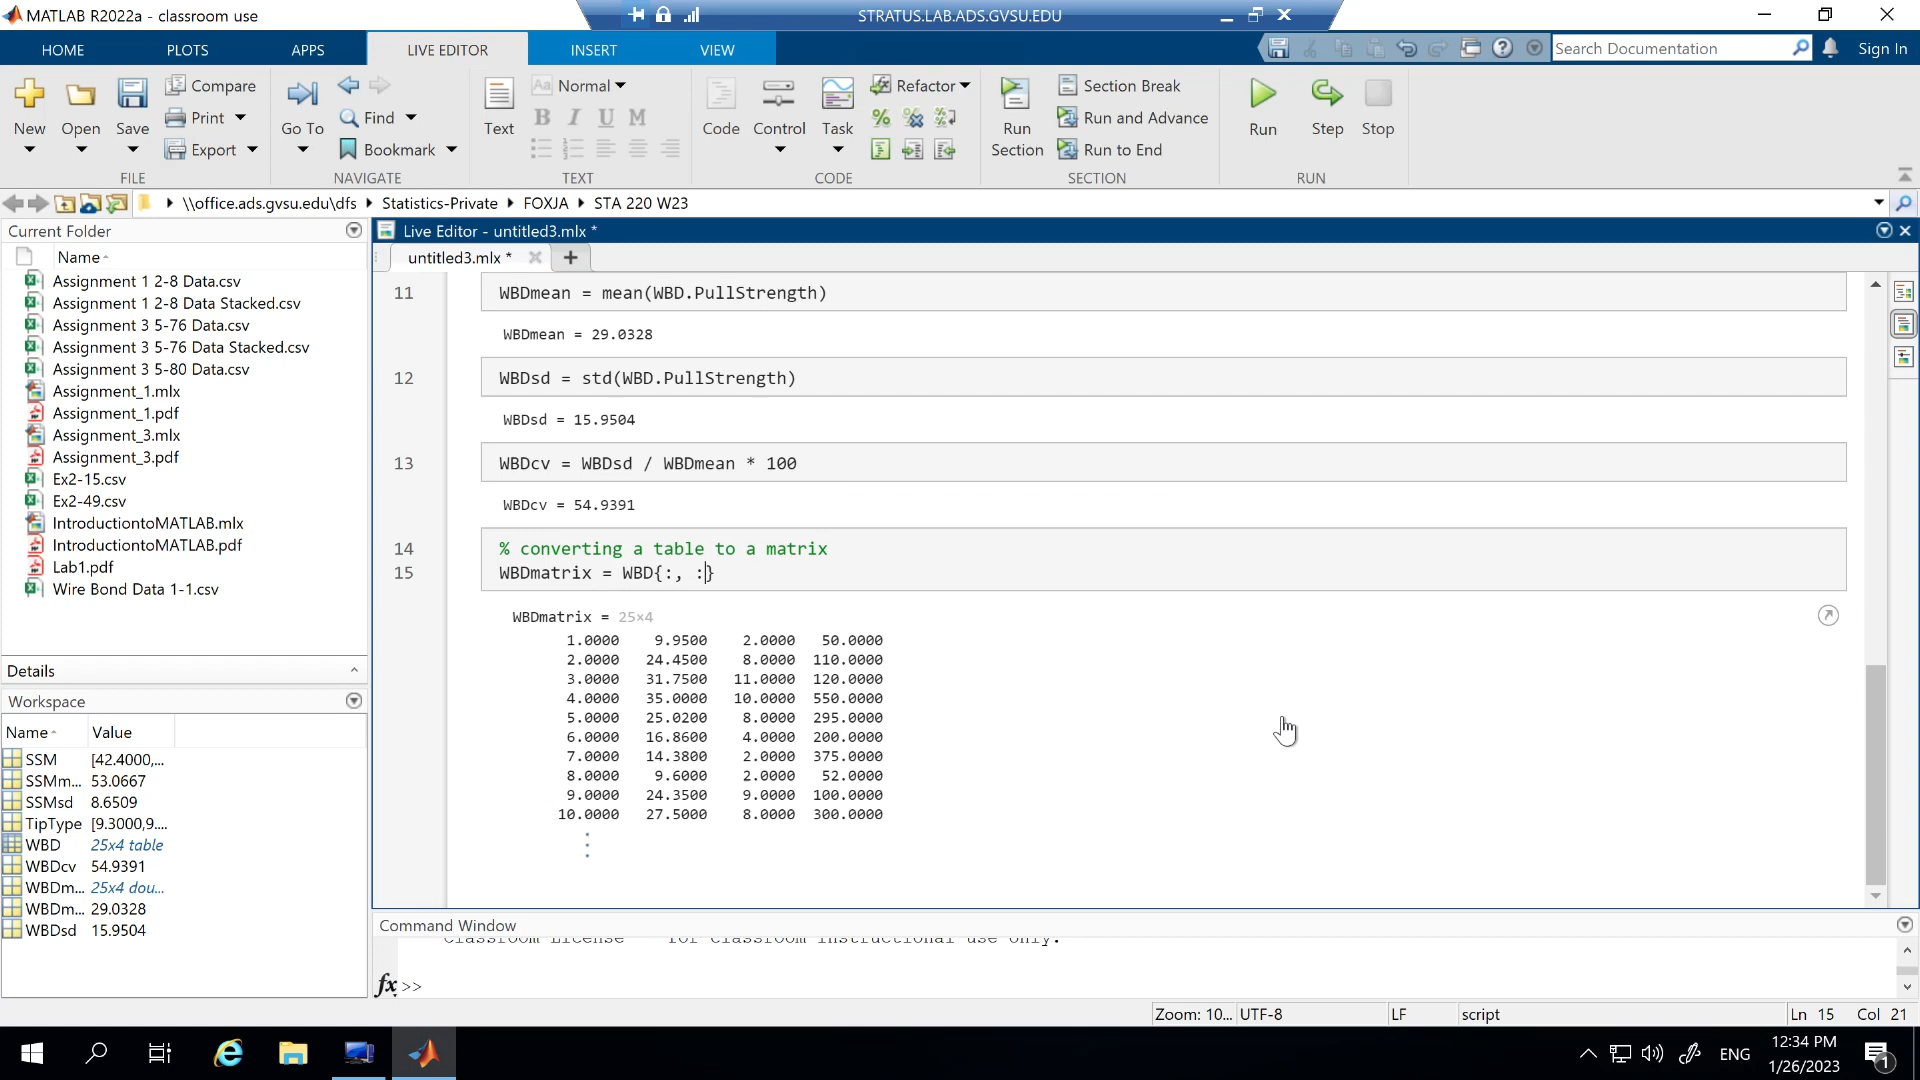 MATLAB R2022a - classroom use
STRATUS.LAB.ADS.GVSU.EDU
HOME PLOTS APPS LIVE EDITOR INSERT VIEW
Search Documentation
Sign In
New
Open
Save
Compare
Print
Export
FILE
Go To
Find
Bookmark
NAVIGATE
Text
Aa Normal
B I U M
TEXT
Code
Control
Task
Refactor
CODE
Run Section
Section Break
Run and Advance
Run to End
SECTION
Run
Step
Stop
RUN
\\office.ads.gvsu.edu\dfs Statistics-Private FOXJA STA 220 W23
Current Folder
Name
Assignment 1 2-8 Data.csv
Assignment 1 2-8 Data Stacked.csv
Assignment 3 5-76 Data.csv
Assignment 3 5-76 Data Stacked.csv
Assignment 3 5-80 Data.csv
Assignment_1.mlx
Assignment_1.pdf
Assignment_3.mlx
Assignment_3.pdf
Ex2-15.csv
Ex2-49.csv
IntroductiontoMATLAB.mlx
IntroductiontoMATLAB.pdf
Lab1.pdf
Wire Bond Data 1-1.csv
Details
Workspace
Name Value
SSM [42.4000,...
SSMm... 53.0667
SSMsd 8.6509
TipType [9.3000,9....
WBD 25x4 table
WBDcv 54.9391
WBDm... 25x4 dou...
WBDm... 29.0328
WBDsd 15.9504
Live Editor - untitled3.mlx *
untitled3.mlx *
11 WBDmean = mean(WBD.PullStrength)
WBDmean = 29.0328
12 WBDsd = std(WBD.PullStrength)
WBDsd = 15.9504
13 WBDcv = WBDsd / WBDmean * 100
WBDcv = 54.9391
14 % converting a table to a matrix
15 WBDmatrix = WBD{:, :}
WBDmatrix = 25×4
1.0000 9.9500 2.0000 50.0000
2.0000 24.4500 8.0000 110.0000
3.0000 31.7500 11.0000 120.0000
4.0000 35.0000 10.0000 550.0000
5.0000 25.0200 8.0000 295.0000
6.0000 16.8600 4.0000 200.0000
7.0000 14.3800 2.0000 375.0000
8.0000 9.6000 2.0000 52.0000
9.0000 24.3500 9.0000 100.0000
10.0000 27.5000 8.0000 300.0000
Command Window
Classroom License for classroom instructional use only.
fx >>
Zoom: 10... UTF-8 LF script Ln 15 Col 21
ENG
12:34 PM
1/26/2023
1